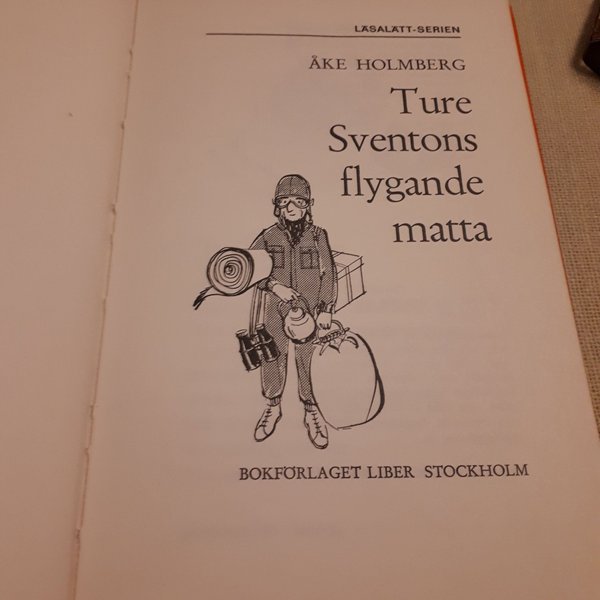 LÄSALÄTT-SERIEN
ÅKE HOLMBERG
Ture
Sventons
flygande
matta
BOKFÖRLAGET LIBER STOCKHOLM